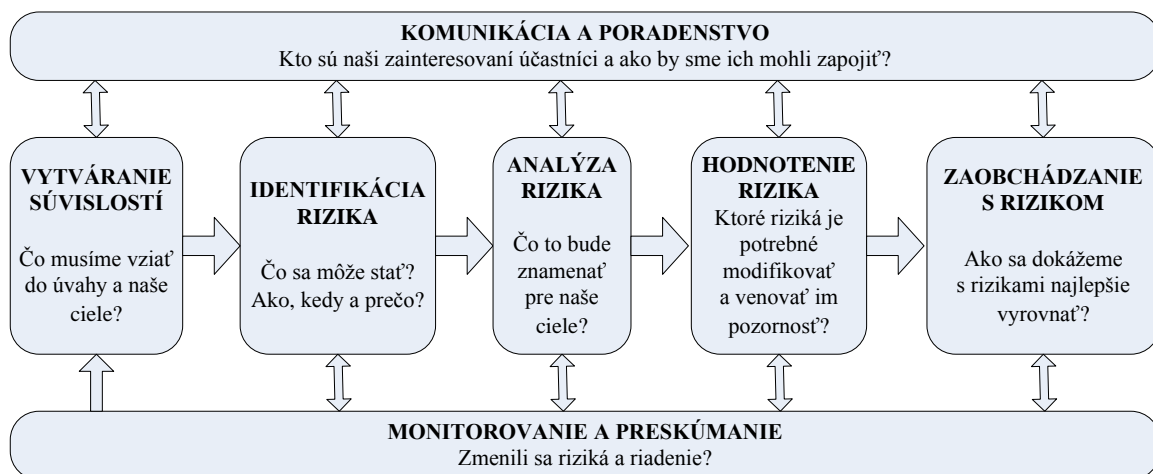 KOMUNIKÁCIA A PORADENSTVO
Kto sú naši zainteresovaní účastníci a ako by sme ich mohli zapojiť?
VYTVÁRANIE
SÚVISLOSTÍ
Čo musíme vziať
do úvahy a naše
ciele?
IDENTIFIKÁCIA
RIZIKA
Čo sa môže stať?
Ako, kedy a prečo?
ANALÝZA
RIZIKA
Čo to bude
znamenať
pre naše
ciele?
HODNOTENIE
RIZIKA
Ktoré riziká je
potrebné
modifikovať
a venovať im
pozornosť?
ZAOBCHÁDZANIE
S RIZIKOM
Ako sa dokážeme
s rizikami najlepšie
vyrovnať?
MONITOROVANIE A PRESKÚMANIE
Zmenili sa riziká a riadenie?